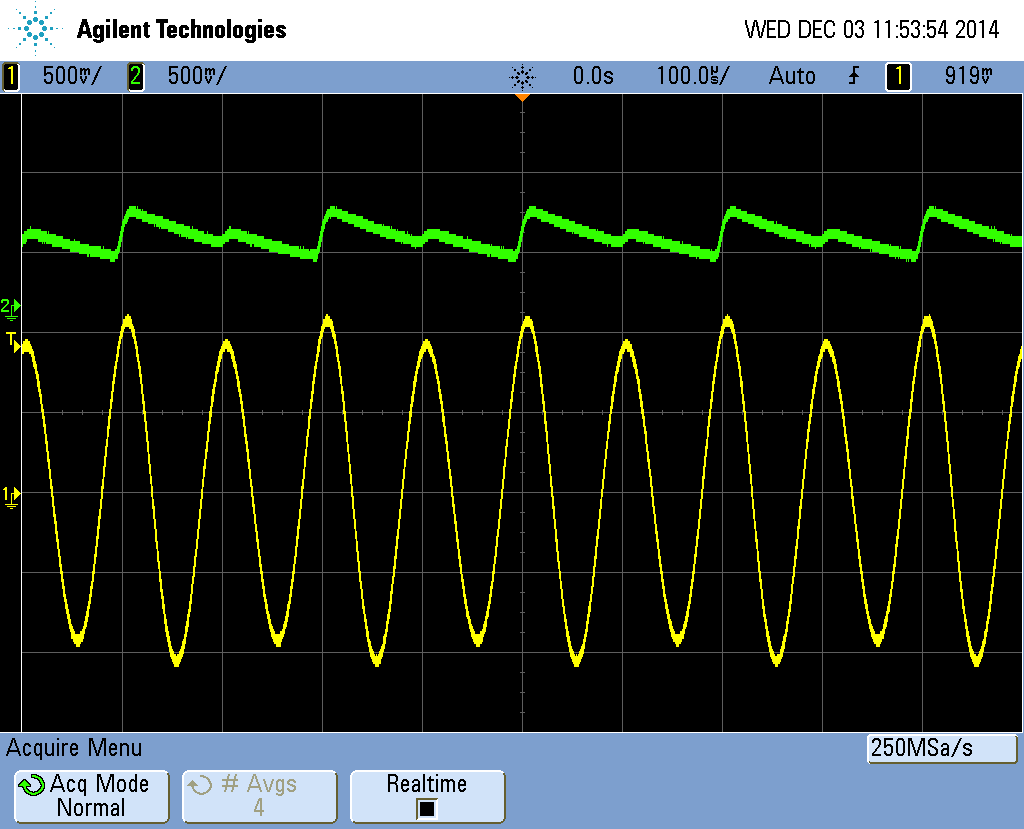 Agilent Technologies WED DEC 03 11:53:54 2014
1 500mV/ 2 500mV/ 0.0s 100.0µs/ Auto 1 919mV
2
T
1
Acquire Menu 250MSa/s
Acq Mode # Avgs Realtime
Normal 4